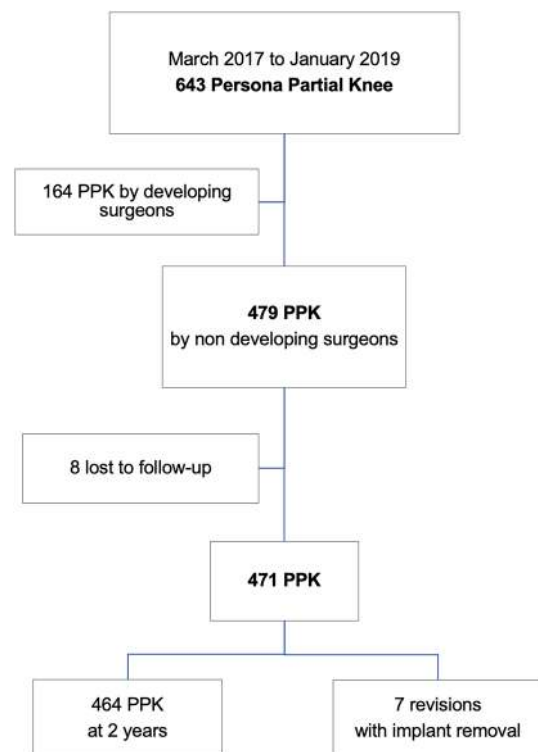 March 2017 to January 2019
643 Persona Partial Knee
164 PPK by developing
surgeons
479 PPK
by non developing surgeons
8 lost to follow-up
471 PPK
464 PPK
at 2 years
7 revisions
with implant removal